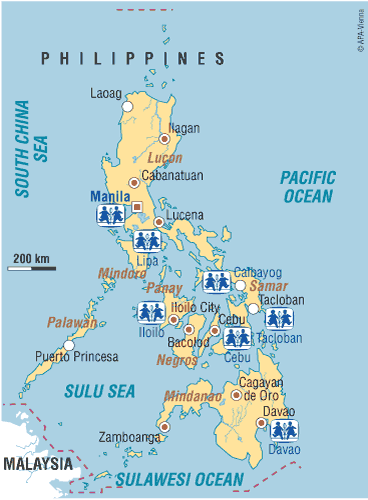 © APA-Vienna
PHILIPPINES
Laoag
SOUTH CHINA
SEA
Ilagan
Luçon
Cabanatuan
PACIFIC
OCEAN
Manila
Lucena
Lipa
200 km
Mindoro
Calbayog
Panay
Samar
Tacloban
Iloilo City
Palawan
Iloilo
Cebu
Tacloban
Bacolod
Puerto Princesa
Cebu
Negros
SULU SEA
Cagayan
de Oro
Mindanao
Davao
Zamboanga
Davao
MALAYSIA
SULAWESI OCEAN